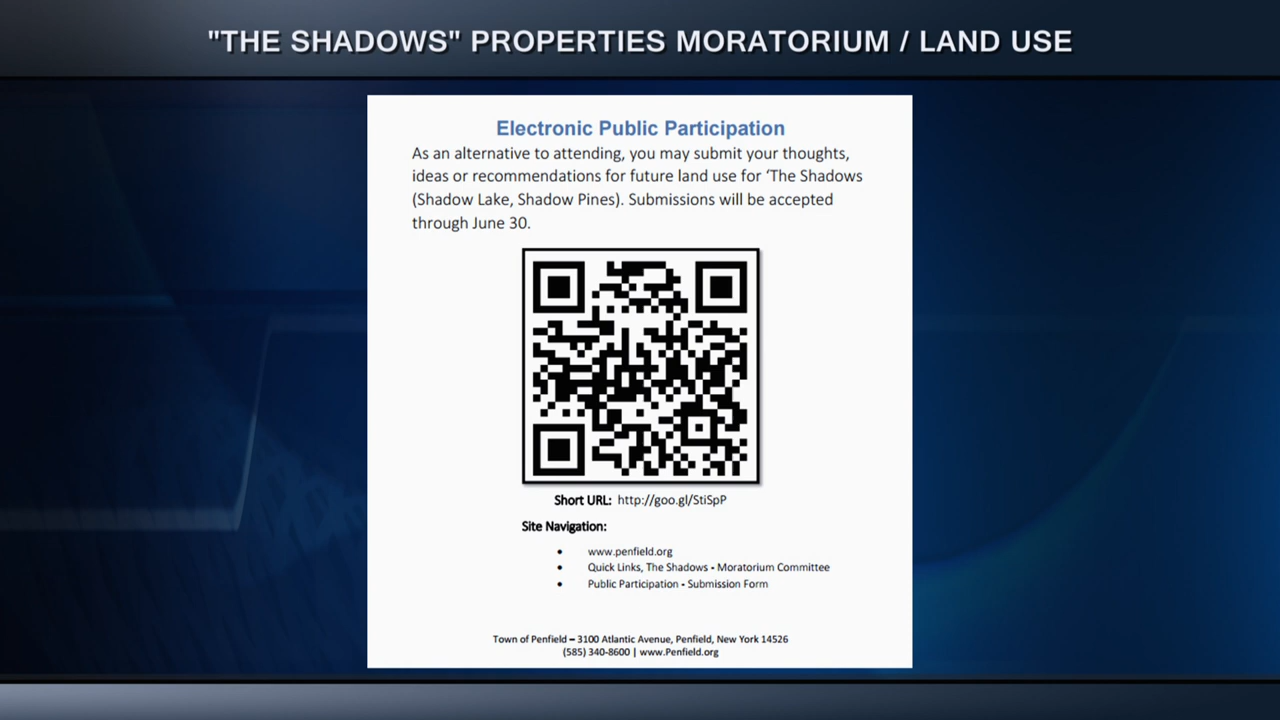 "THE SHADOWS" PROPERTIES MORATORIUM / LAND USE
Electronic Public Participation
As an alternative to attending, you may submit your thoughts,
ideas or recommendations for future land use for ‘The Shadows
(Shadow Lake, Shadow Pines). Submissions will be accepted
through June 30.
Short URL: http://goo.gl/StiSpP
Site Navigation:
• www.penfield.org
• Quick Links, The Shadows - Moratorium Committee
• Public Participation - Submission Form
Town of Penfield – 3100 Atlantic Avenue, Penfield, New York 14526
(585) 340-8600 | www.Penfield.org